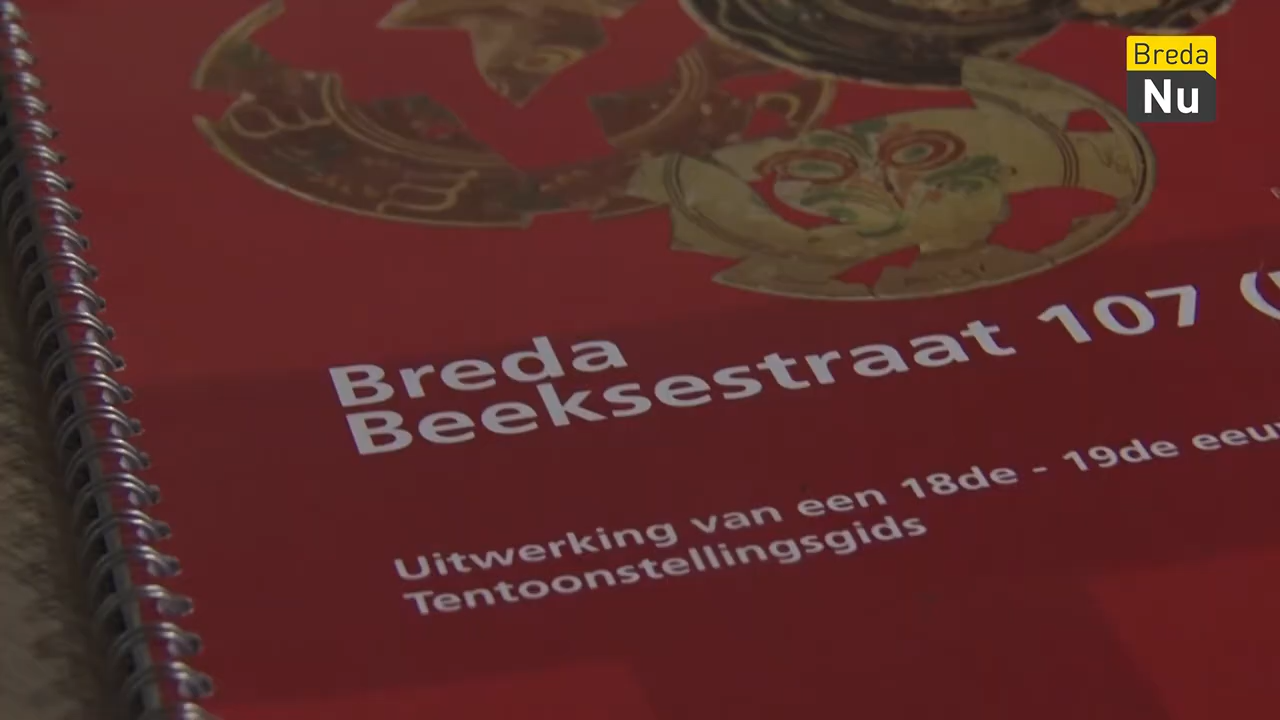 Breda
Nu
Breda
Beeksestraat 107 (
Uitwerking van een 18de - 19de
Tentoonstellingsgids